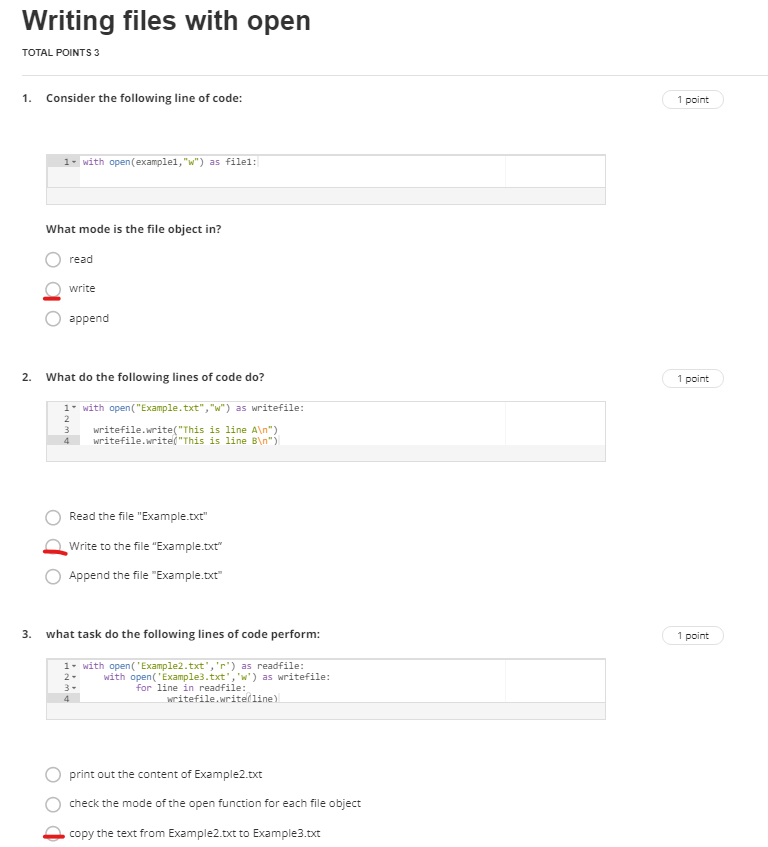 Writing files with open
TOTAL POINTS 3
1. Consider the following line of code:
1 point
1 with open(example1,"w") as file1:
What mode is the file object in?
read
write
append
2. What do the following lines of code do?
1 point
1 with open("Example.txt","w") as writefile:
2
3 writefile.write("This is line A\n")
4 writefile.write("This is line B\n")
Read the file "Example.txt"
Write to the file "Example.txt"
Append the file "Example.txt"
3. what task do the following lines of code perform:
1 point
1 with open('Example2.txt','r') as readfile:
2 with open('Example3.txt','w') as writefile:
3 for line in readfile:
4 writefile.write(line)
print out the content of Example2.txt
check the mode of the open function for each file object
copy the text from Example2.txt to Example3.txt